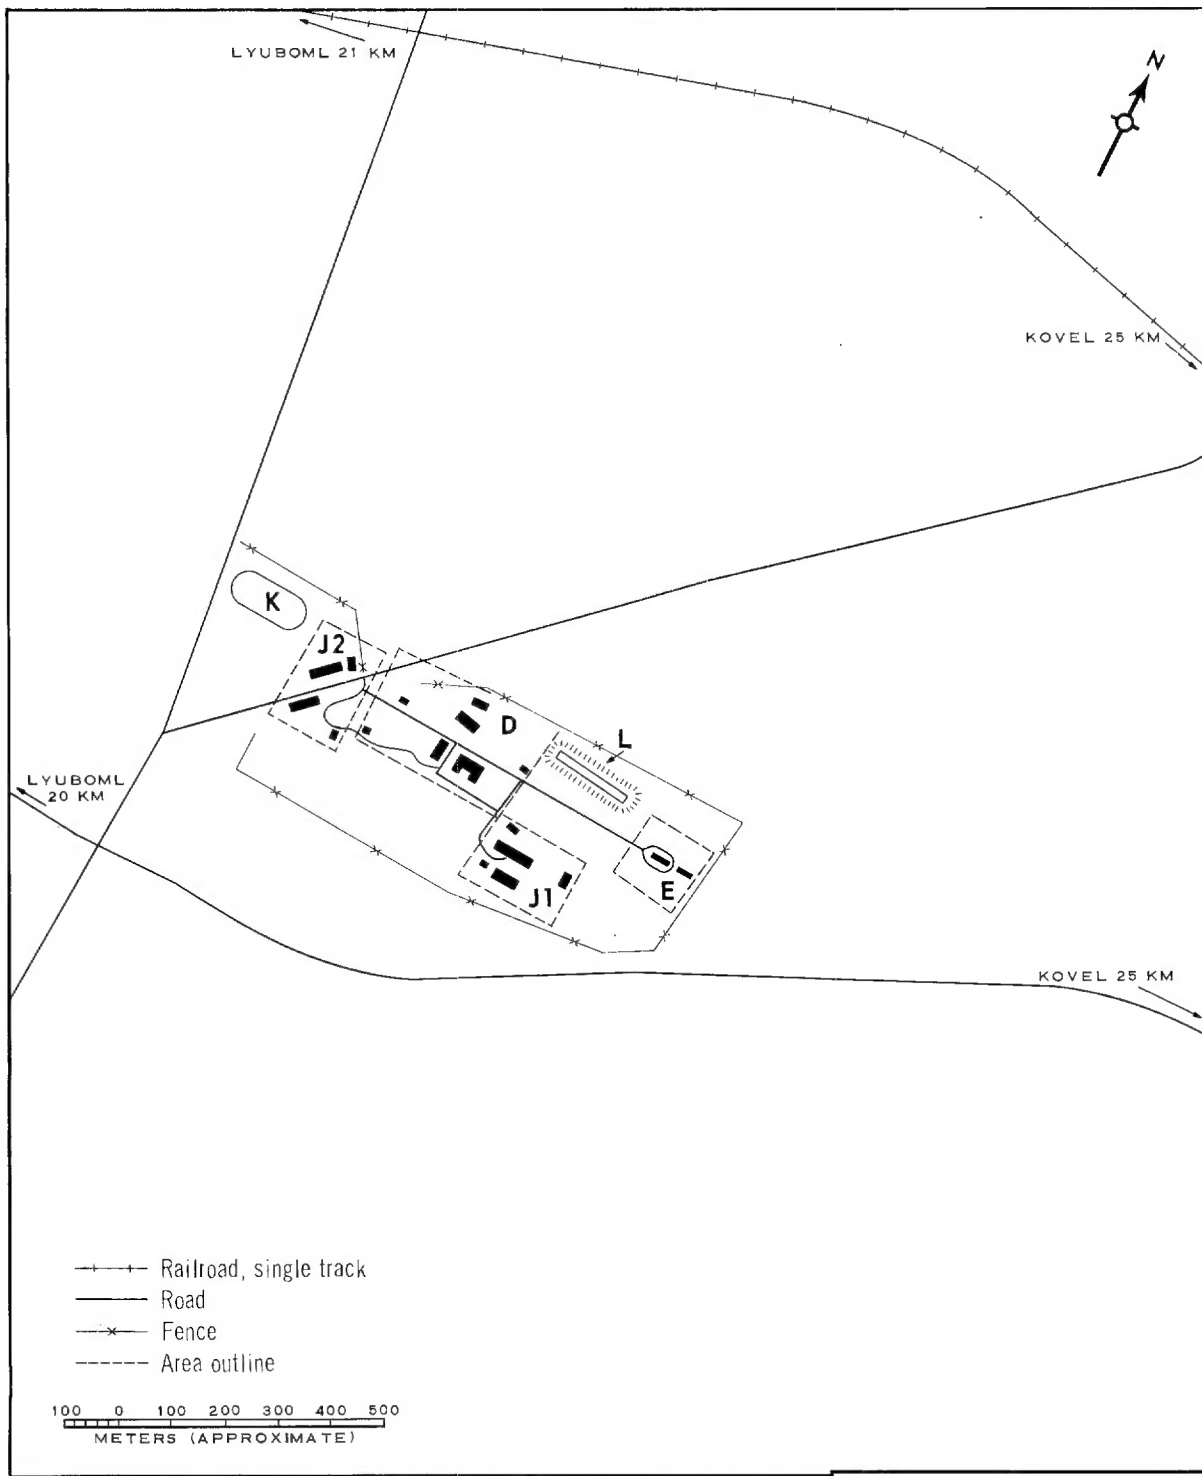 LYUBOML 21 KM
N
KOVEL 25 KM
K
J2
D
L
LYUBOML
20 KM
E
J1
KOVEL 25 KM
Railroad, single track
Road
Fence
Area outline
100 0 100 200 300 400 500
METERS (APPROXIMATE)